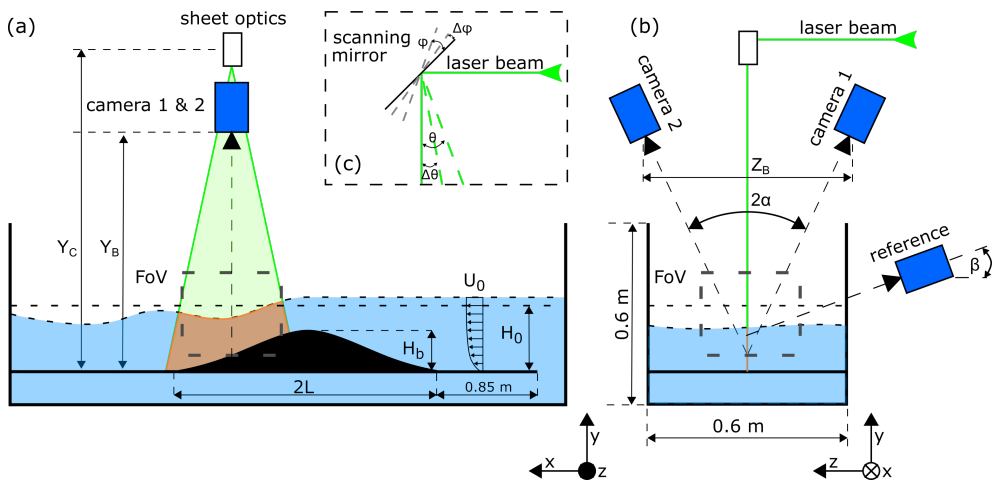 (a)
sheet optics
camera 1 & 2
Y_C
Y_B
FoV
U_0
H_0
H_b
2L
0.85 m
y
x
z
scanning
mirror
φ
Δφ
laser beam
θ
Δθ
(c)
(b)
laser beam
camera 2
camera 1
Z_B
2α
reference
β
FoV
0.6 m
0.6 m
y
z
x